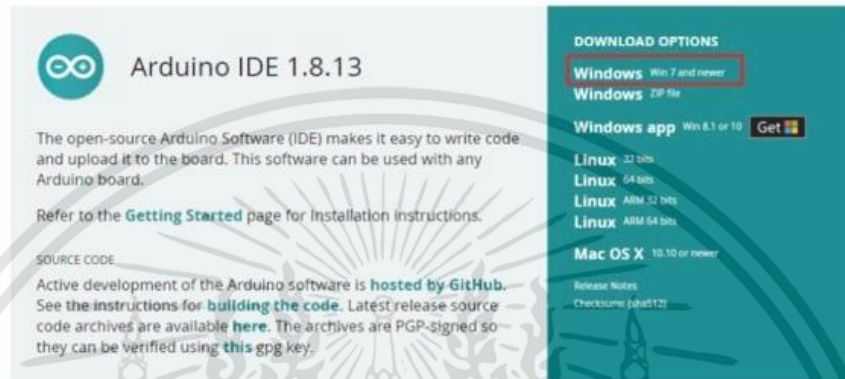 Arduino IDE 1.8.13
The open-source Arduino Software (IDE) makes it easy to write code
and upload it to the board. This software can be used with any
Arduino board.
Refer to the Getting Started page for Installation instructions.
SOURCE CODE
Active development of the Arduino software is hosted by GitHub.
See the instructions for building the code. Latest release source
code archives are available here. The archives are PGP-signed so
they can be verified using this gpg key.
DOWNLOAD OPTIONS
Windows Win 7 and newer
Windows ZIP file
Windows app Win 8.1 or 10 Get
Linux 32 bits
Linux 64 bits
Linux ARM 32 bits
Linux ARM 64 bits
Mac OS X 10.10 or newer
Release Notes
Checksums (sha512)